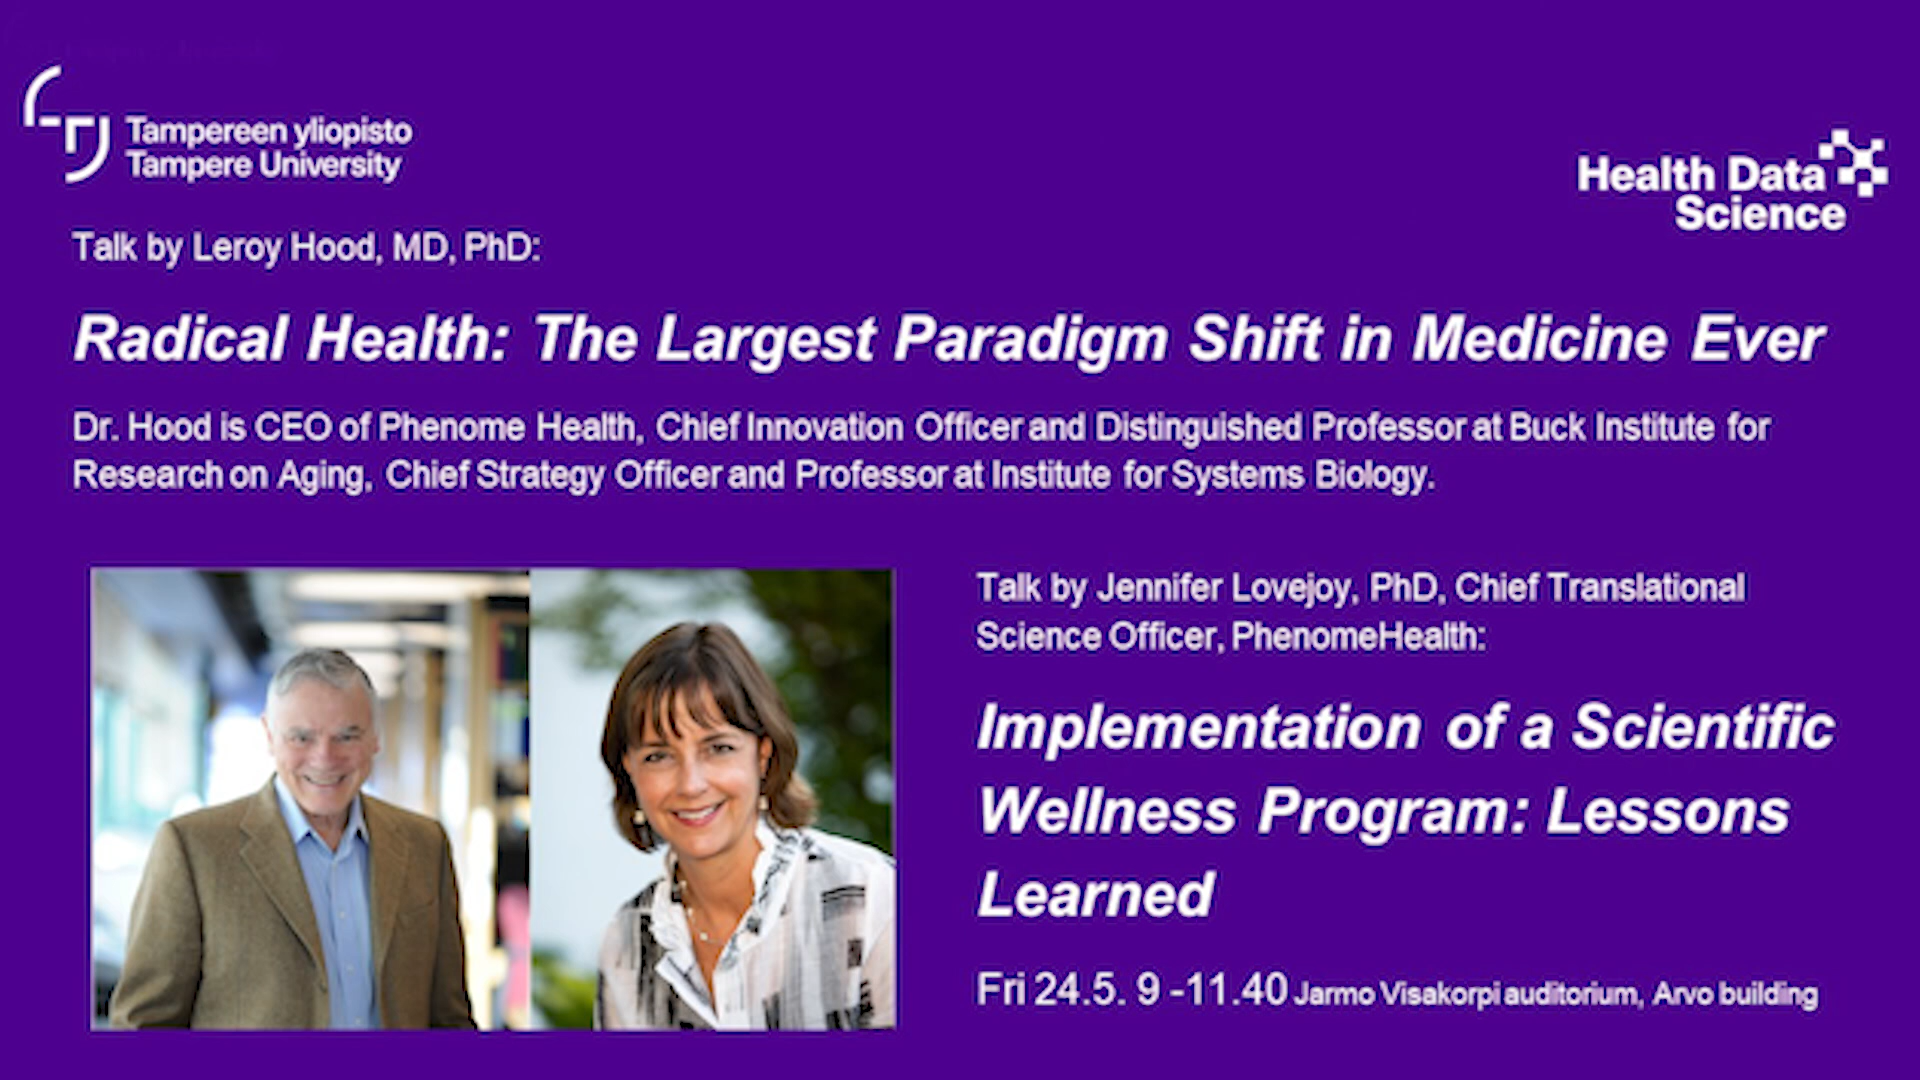 Tampereen yliopisto
Tampere University
Health Data
Science
Talk by Leroy Hood, MD, PhD:
Radical Health: The Largest Paradigm Shift in Medicine Ever
Dr. Hood is CEO of Phenome Health, Chief Innovation Officer and Distinguished Professor at Buck Institute for
Research on Aging, Chief Strategy Officer and Professor at Institute for Systems Biology.
Talk by Jennifer Lovejoy, PhD, Chief Translational
Science Officer, PhenomeHealth:
Implementation of a Scientific
Wellness Program: Lessons
Learned
Fri 24.5. 9 -11.40 Jarmo Visakorpi auditorium, Arvo building